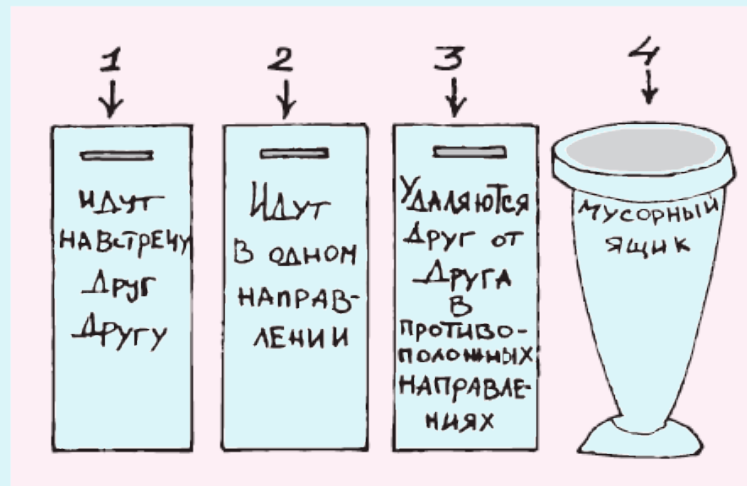 1
2
3
4
ИДУТ
НАВСТРЕЧУ
ДРУГ
ДРУГУ
ИДУТ
В ОДНОМ
НАПРАВ-
ЛЕНИИ
УДАЛЯЮТСЯ
ДРУГ ОТ
ДРУГА
В
ПРОТИВО-
ПОЛОЖНЫХ
НАПРАВЛЕ-
НИЯХ
МУСОРНЫЙ
ЯЩИК